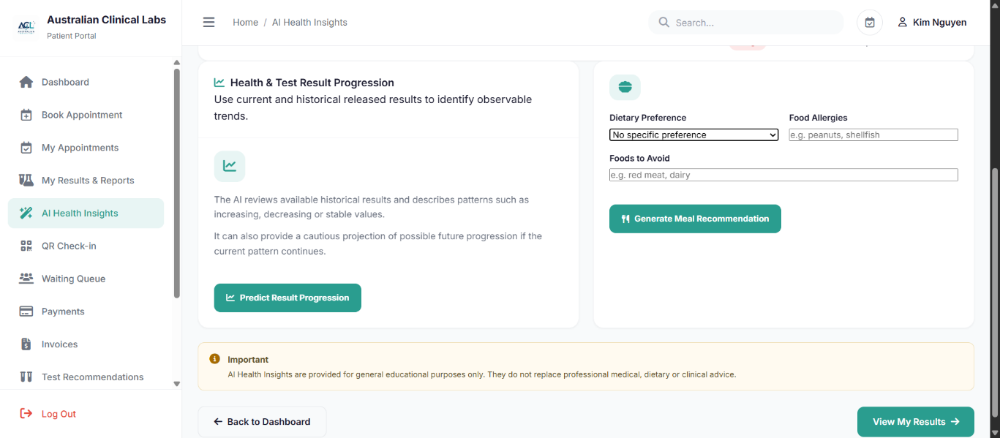 Australian Clinical Labs
Patient Portal
Dashboard
Book Appointment
My Appointments
My Results & Reports
AI Health Insights
QR Check-in
Waiting Queue
Payments
Invoices
Test Recommendations
Log Out
Home / AI Health Insights
Search...
Kim Nguyen
Health & Test Result Progression
Use current and historical released results to identify observable
trends.
The AI reviews available historical results and describes patterns such as
increasing, decreasing or stable values.
It can also provide a cautious projection of possible future progression if the
current pattern continues.
Predict Result Progression
Dietary Preference
No specific preference
Food Allergies
e.g. peanuts, shellfish
Foods to Avoid
e.g. red meat, dairy
Generate Meal Recommendation
Important
AI Health Insights are provided for general educational purposes only. They do not replace professional medical, dietary or clinical advice.
Back to Dashboard
View My Results